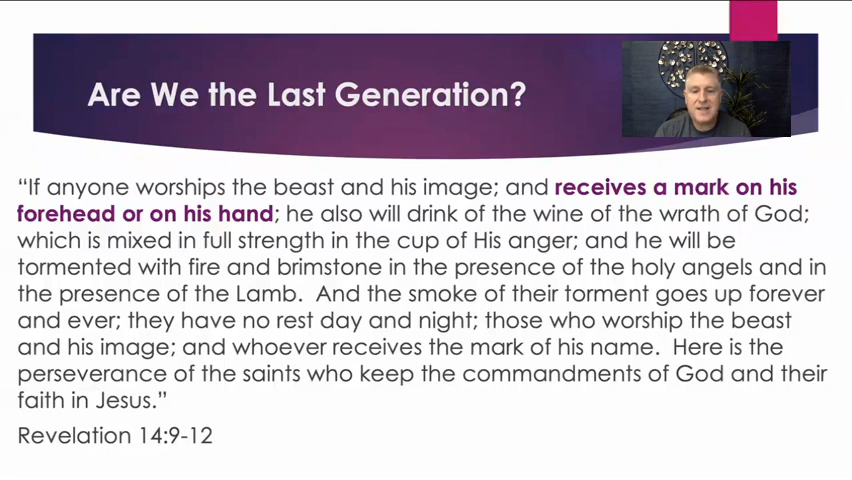 Are We the Last Generation?
“If anyone worships the beast and his image; and receives a mark on his
forehead or on his hand; he also will drink of the wine of the wrath of God;
which is mixed in full strength in the cup of His anger; and he will be
tormented with fire and brimstone in the presence of the holy angels and in
the presence of the Lamb.  And the smoke of their torment goes up forever
and ever; they have no rest day and night; those who worship the beast
and his image; and whoever receives the mark of his name.  Here is the
perseverance of the saints who keep the commandments of God and their
faith in Jesus.”
Revelation 14:9-12